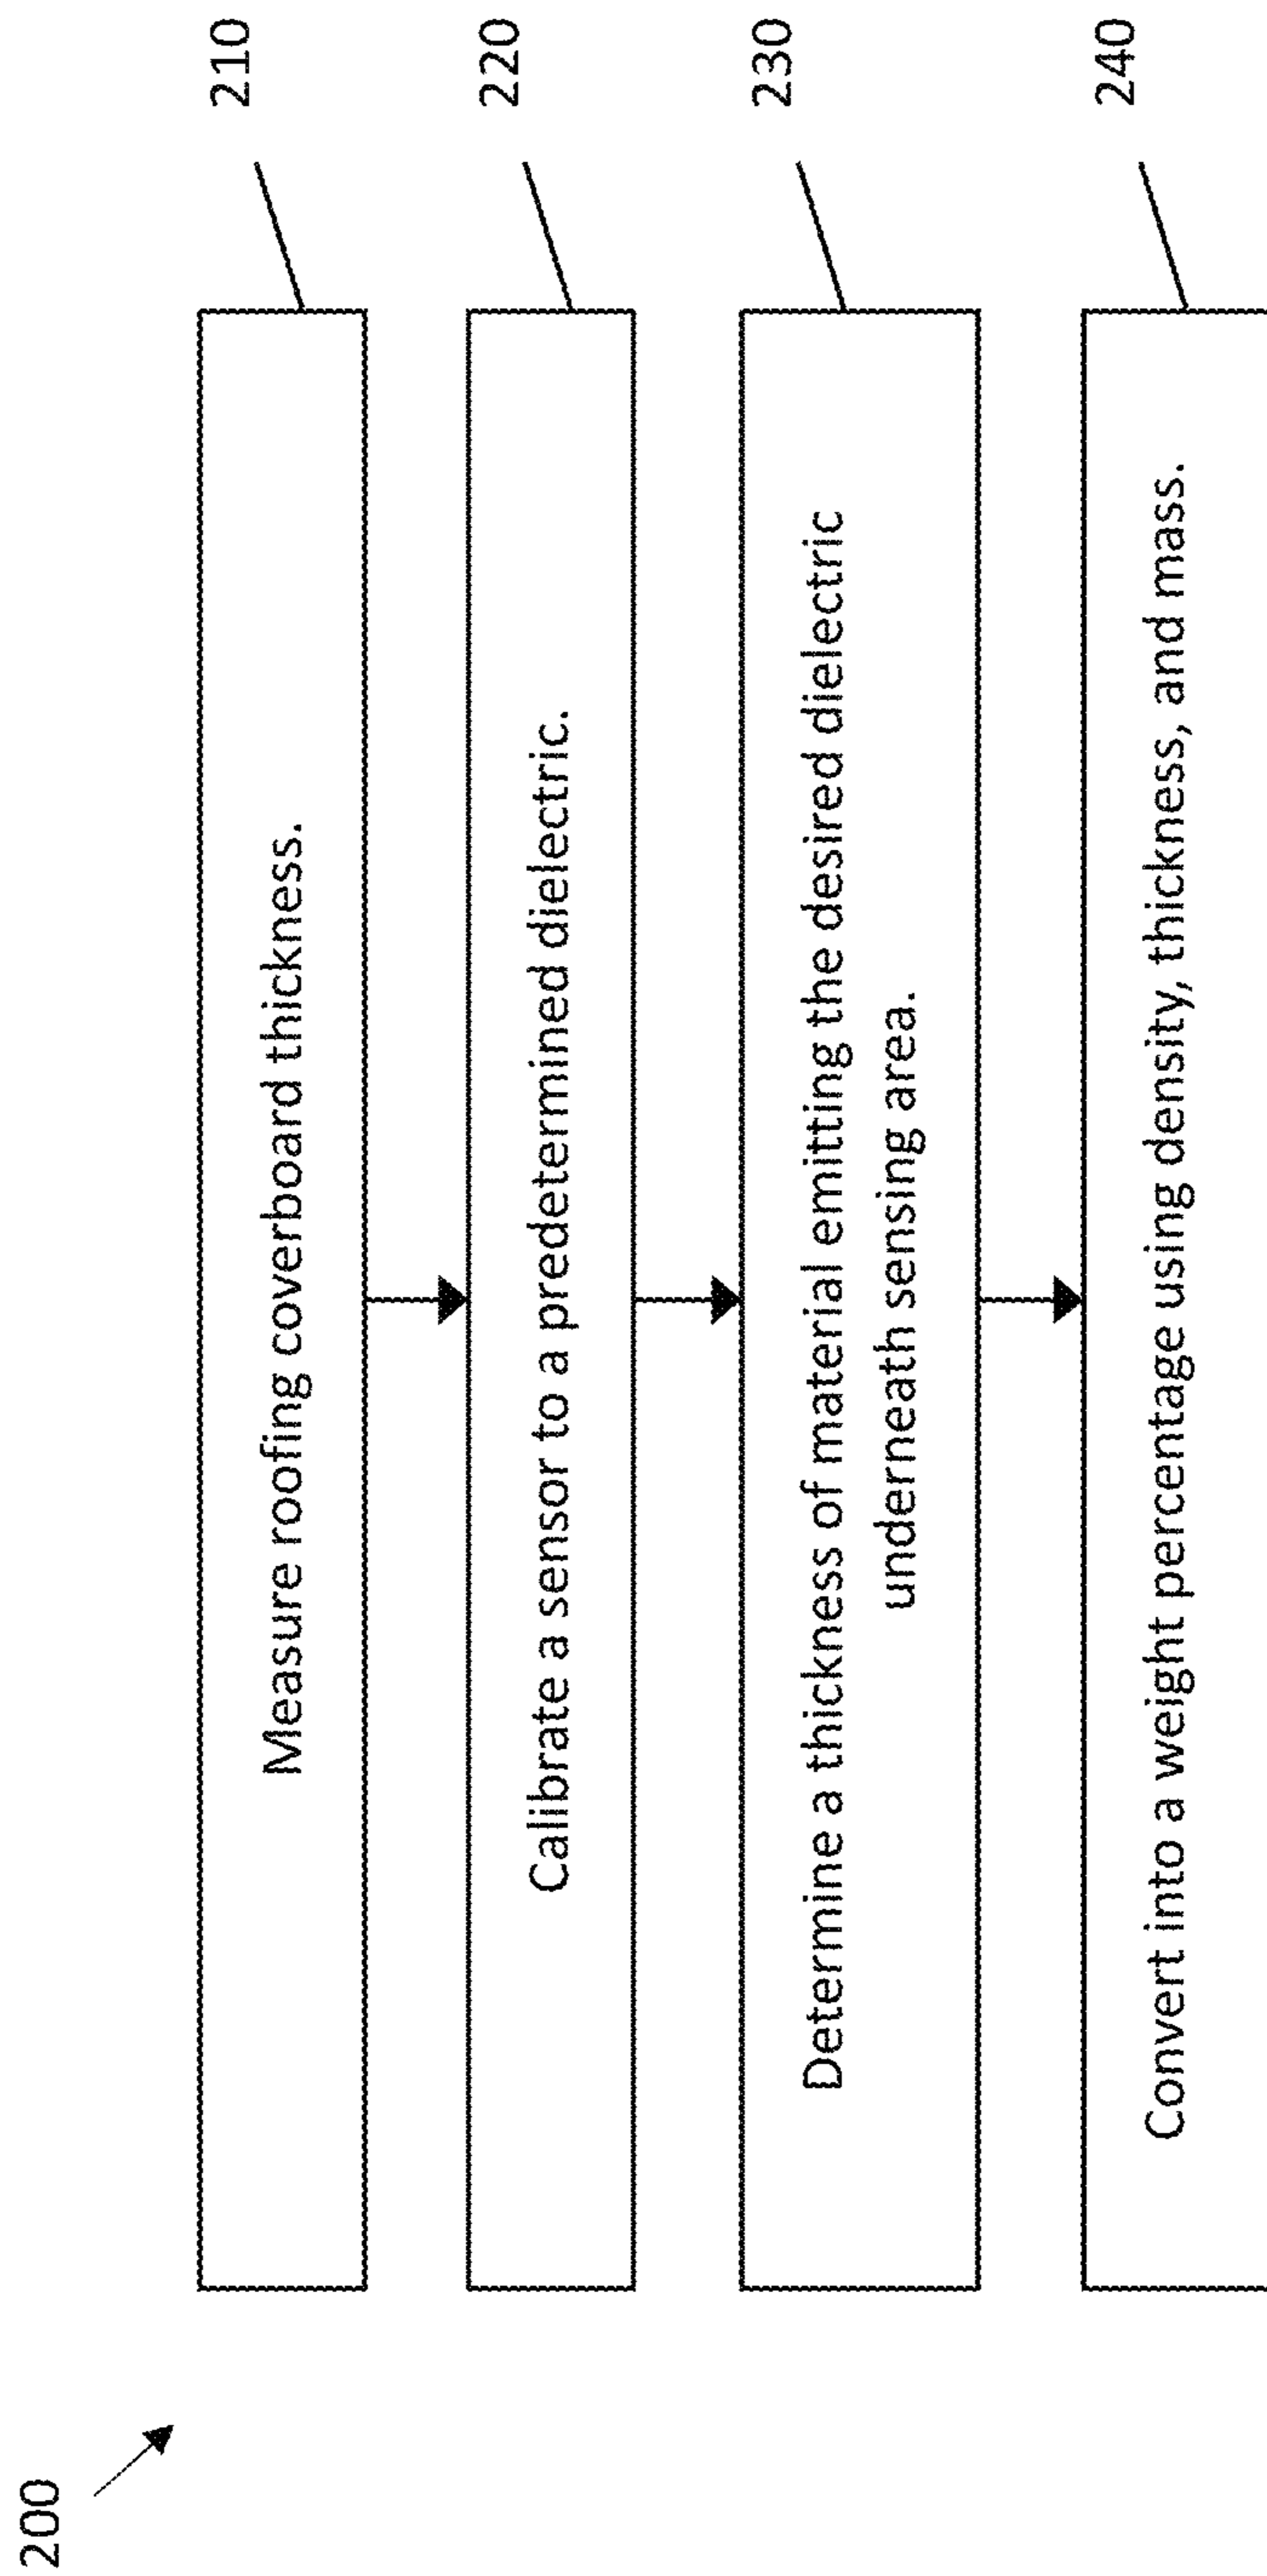 200
210
Measure roofing coverboard thickness.
220
Calibrate a sensor to a predetermined dielectric.
230
Determine a thickness of material emitting the desired dielectric
underneath sensing area.
240
Convert into a weight percentage using density, thickness, and mass.